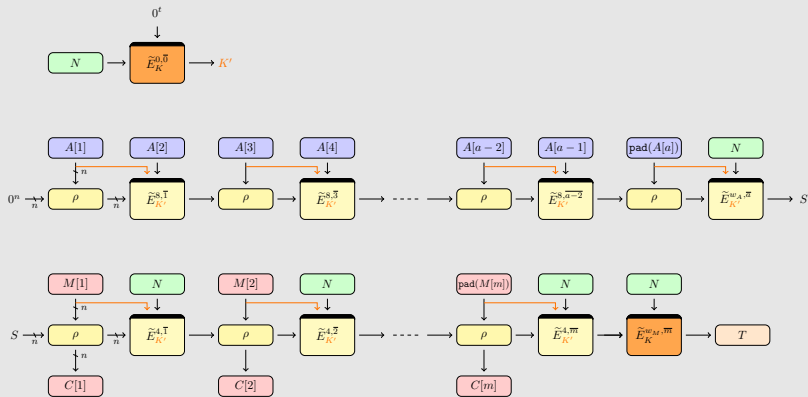 0^t
N Ẽ_K^{0,0̅} K′
A[1] A[2] A[3] A[4] A[a−2] A[a−1] pad(A[a]) N
n
0^n n ρ n Ẽ_{K′}^{8,1̅} ρ Ẽ_{K′}^{8,3̅} ρ Ẽ_{K′}^{8,\overline{a−2}} ρ Ẽ_{K′}^{w_A,a̅} S
M[1] N M[2] N pad(M[m]) N N
n
S n ρ n Ẽ_{K′}^{4,1̅} ρ Ẽ_{K′}^{4,2̅} ρ Ẽ_{K′}^{4,m̅} Ẽ_K^{w_M,m̅} T
n
C[1] C[2] C[m]